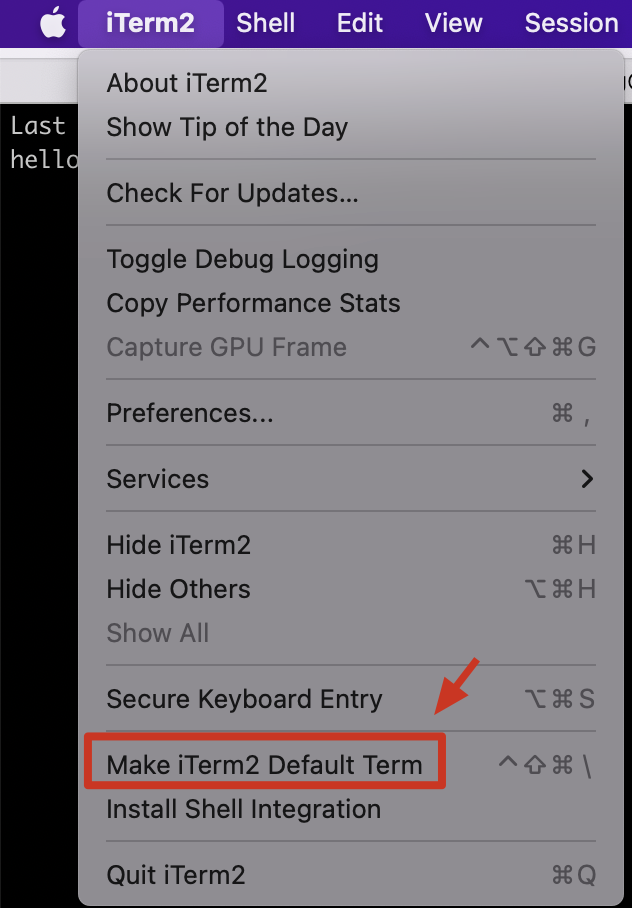 iTerm2 Shell Edit View Session
Last
hello
About iTerm2
Show Tip of the Day
Check For Updates...
Toggle Debug Logging
Copy Performance Stats
Capture GPU Frame ^⌥⇧⌘G
Preferences... ⌘,
Services
Hide iTerm2 ⌘H
Hide Others ⌥⌘H
Show All
Secure Keyboard Entry ⌥⌘S
Make iTerm2 Default Term ^⇧⌘\
Install Shell Integration
Quit iTerm2 ⌘Q